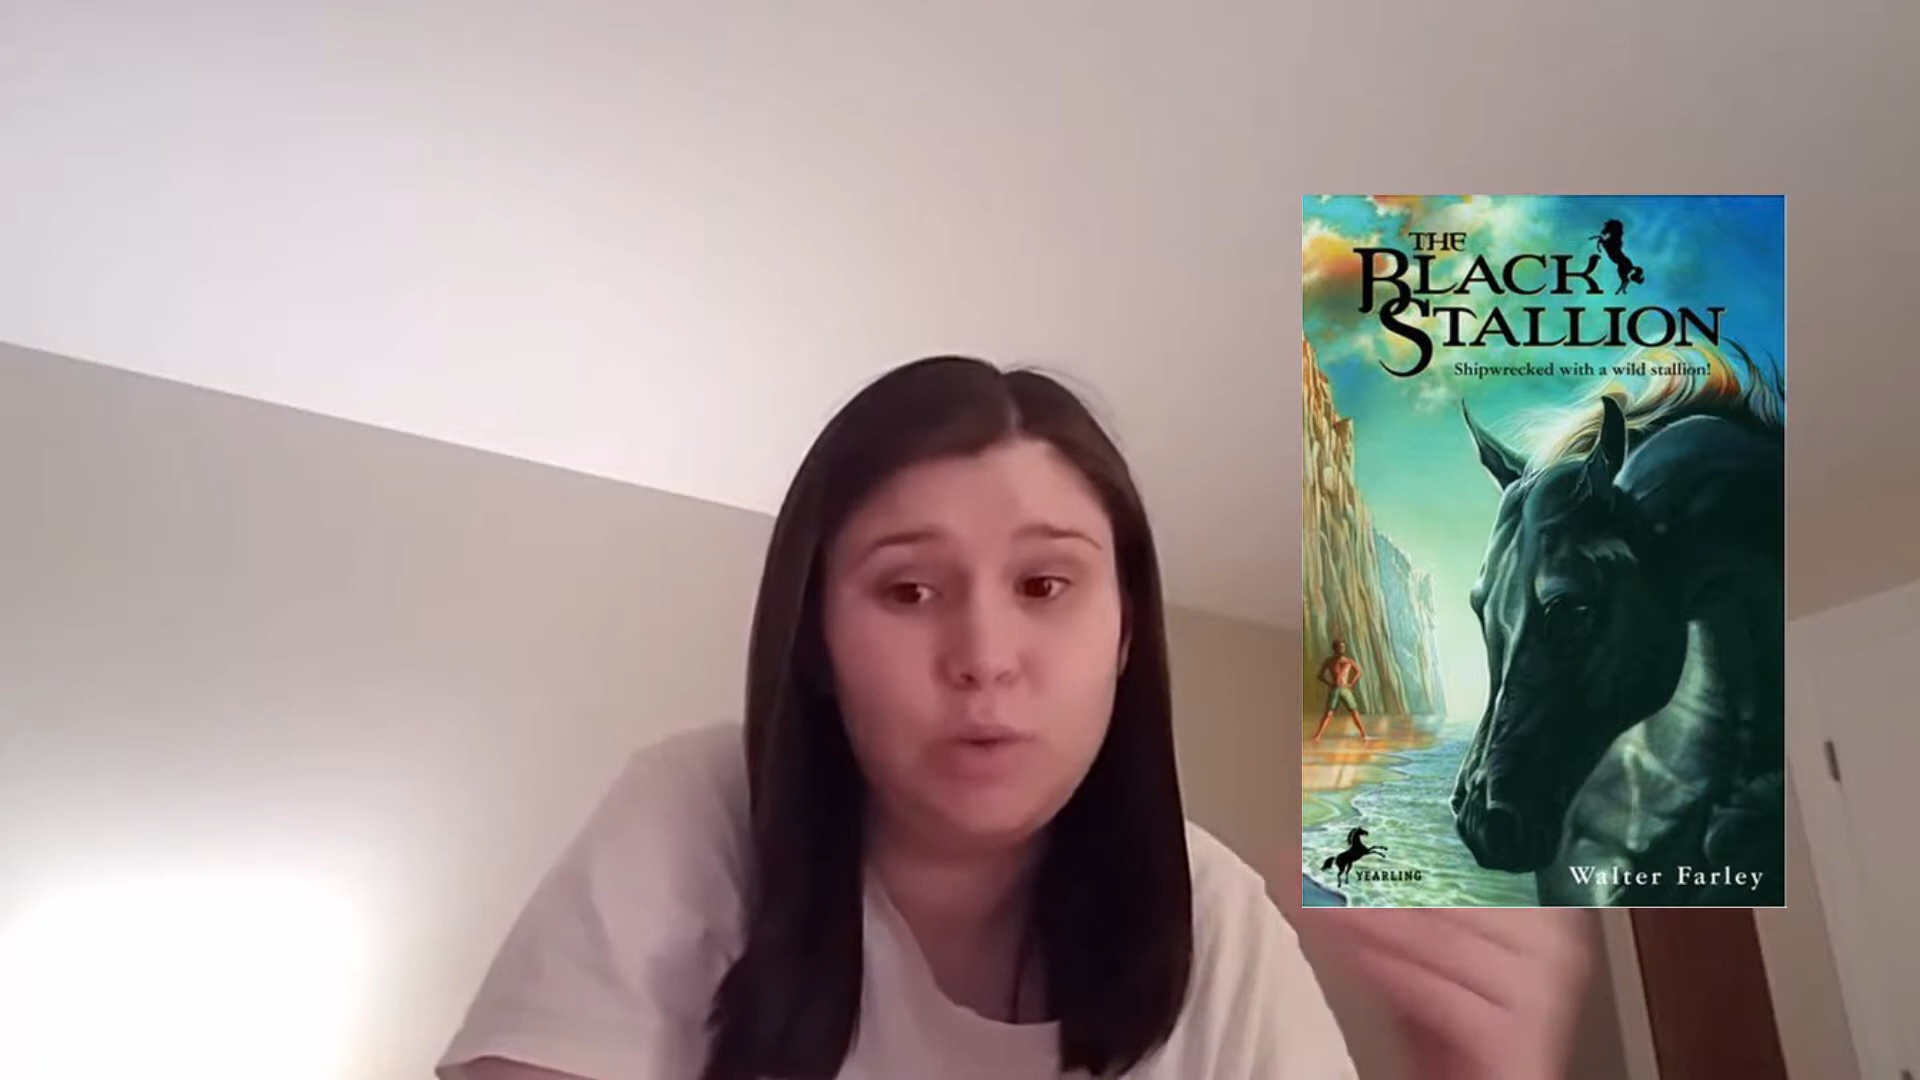 THE
BLACK
STALLION
Shipwrecked with a wild stallion!
YEARLING
Walter Farley